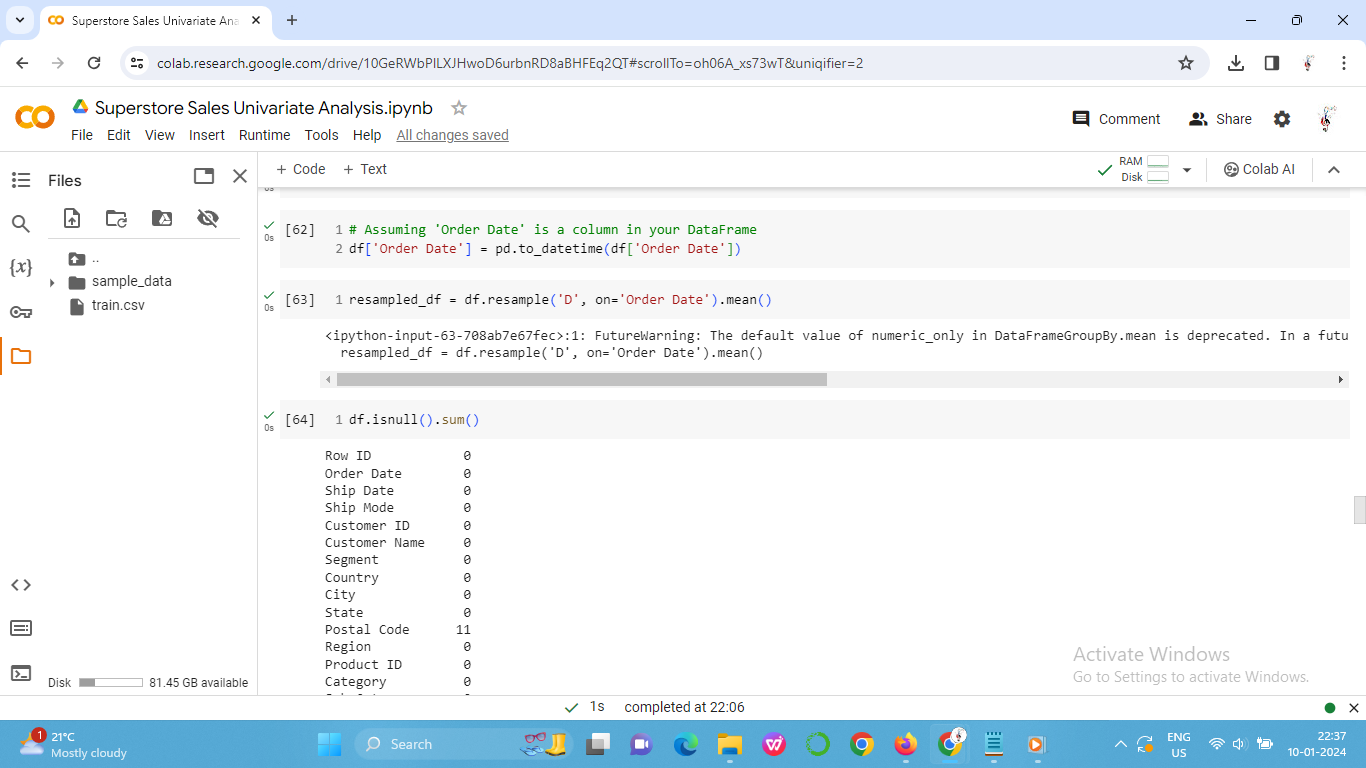 Superstore Sales Univariate Ana
colab.research.google.com/drive/10GeRWbPILXJHwoD6urbnRD8aBHFEq2QT#scrollTo=oh06A_xs73wT&uniqifier=2
Superstore Sales Univariate Analysis.ipynb
File Edit View Insert Runtime Tools Help All changes saved
Comment Share
Files
+ Code + Text
RAM
Disk
Colab AI
..
sample_data
train.csv
Disk 81.45 GB available
0s
[62] 1 # Assuming 'Order Date' is a column in your DataFrame
0s 2 df['Order Date'] = pd.to_datetime(df['Order Date'])
[63] 1 resampled_df = df.resample('D', on='Order Date').mean()
0s
<ipython-input-63-708ab7e67fec>:1: FutureWarning: The default value of numeric_only in DataFrameGroupBy.mean is deprecated. In a futu
resampled_df = df.resample('D', on='Order Date').mean()
[64] 1 df.isnull().sum()
0s
Row ID 0
Order Date 0
Ship Date 0
Ship Mode 0
Customer ID 0
Customer Name 0
Segment 0
Country 0
City 0
State 0
Postal Code 11
Region 0
Product ID 0
Category 0
Activate Windows
Go to Settings to activate Windows.
1s completed at 22:06
1
21°C
Mostly cloudy
Search
ENG
US
22:37
10-01-2024